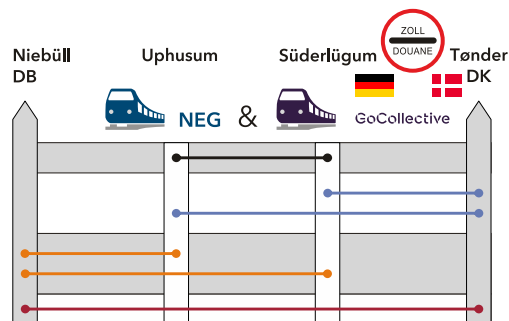 ZOLL
DOUANE
Niebüll
DB
Uphusum
Süderlügum
Tønder
DK
NEG & GoCollective